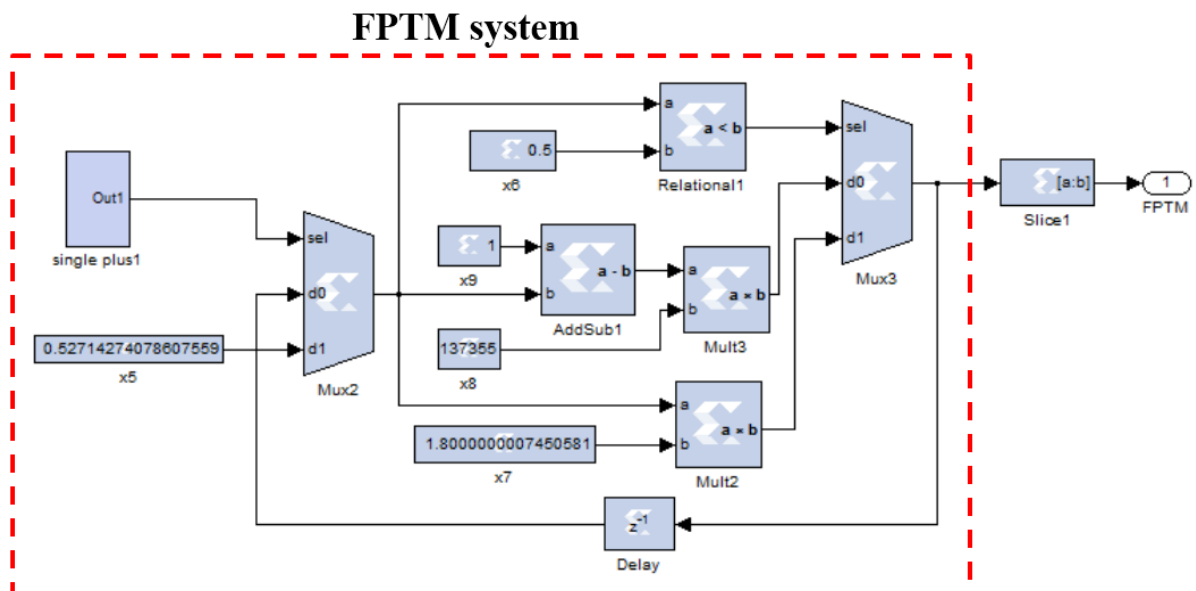 FPTM system
Out1
single plus1
0.52714274078607559
x5
sel
d0
d1
Mux2
0.5
x6
a
b
a < b
Relational1
1
x9
a
b
a - b
AddSub1
137355
x8
a
b
a × b
Mult3
1.8000000007450581
x7
a
b
a × b
Mult2
sel
d0
d1
Mux3
z-1
Delay
[a:b]
Slice1
1
FPTM